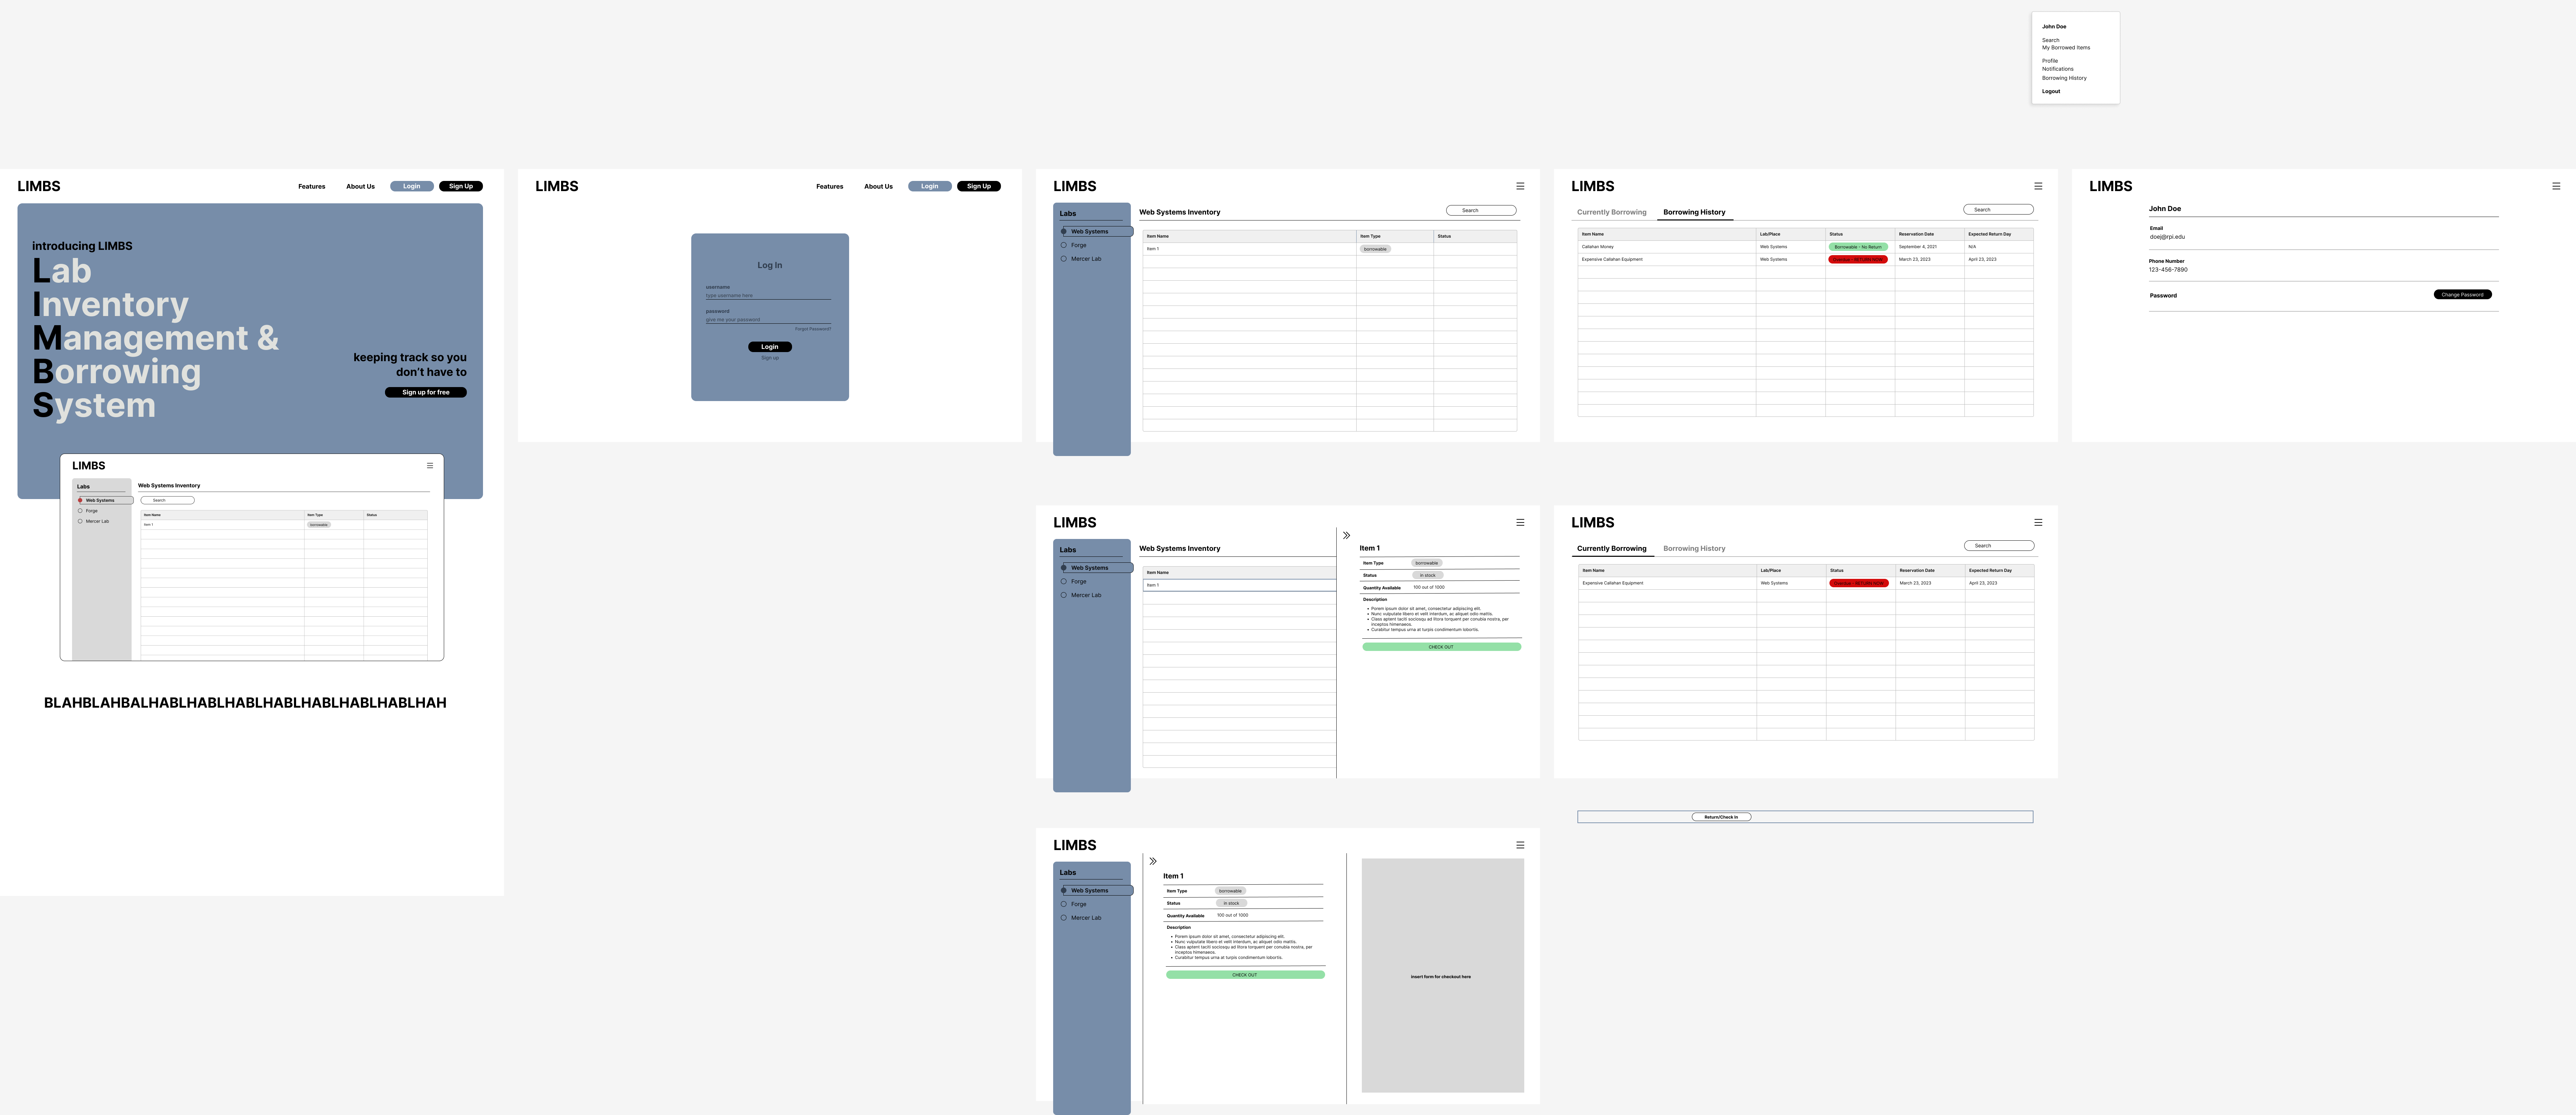 John Doe
Search
My Borrowed Items
Profile
Notifications
Borrowing History
Logout
LIMBS
Features About Us Login Sign Up
introducing LIMBS
Lab
Inventory
Management &
Borrowing
System
keeping track so you
don't have to
Sign up for free
LIMBS
Labs
Web Systems
Forge
Mercer Lab
Web Systems Inventory
Search
Item Name Item Type Status
Item 1 borrowable
BLAHBLAHBALHABLHABLHABLHABLHABLHABLHABLHABLHAH
LIMBS
Features About Us Login Sign Up
Log In
username
type username here
password
give me your password
Forgot Password?
Login
Sign up
LIMBS
Labs
Web Systems
Forge
Mercer Lab
Web Systems Inventory
Search
Item Name Item Type Status
Item 1 borrowable
LIMBS
Currently Borrowing Borrowing History
Search
Item Name Lab/Place Status Reservation Date Expected Return Day
Callahan Money Web Systems Borrowable - No Return September 4, 2021 N/A
Expensive Callahan Equipment Web Systems Overdue - RETURN NOW March 23, 2023 April 23, 2023
LIMBS
John Doe
Email
doej@rpi.edu
Phone Number
123-456-7890
Password
Change Password
LIMBS
Labs
Web Systems
Forge
Mercer Lab
Web Systems Inventory
Item Name
Item 1
Item 1
Item Type borrowable
Status in stock
Quantity Available 100 out of 1000
Description
Porem ipsum dolor sit amet, consectetur adipiscing elit.
Nunc vulputate libero et velit interdum, ac aliquet odio mattis.
Class aptent taciti sociosqu ad litora torquent per conubia nostra, per
inceptos himenaeos.
Curabitur tempus urna at turpis condimentum lobortis.
CHECK OUT
LIMBS
Currently Borrowing Borrowing History
Search
Item Name Lab/Place Status Reservation Date Expected Return Day
Expensive Callahan Equipment Web Systems Overdue - RETURN NOW March 23, 2023 April 23, 2023
Return/Check in
LIMBS
Labs
Web Systems
Forge
Mercer Lab
Item 1
Item Type borrowable
Status in stock
Quantity Available 100 out of 1000
Description
Porem ipsum dolor sit amet, consectetur adipiscing elit.
Nunc vulputate libero et velit interdum, ac aliquet odio mattis.
Class aptent taciti sociosqu ad litora torquent per conubia nostra, per
inceptos himenaeos.
Curabitur tempus urna at turpis condimentum lobortis.
CHECK OUT
insert form for checkout here